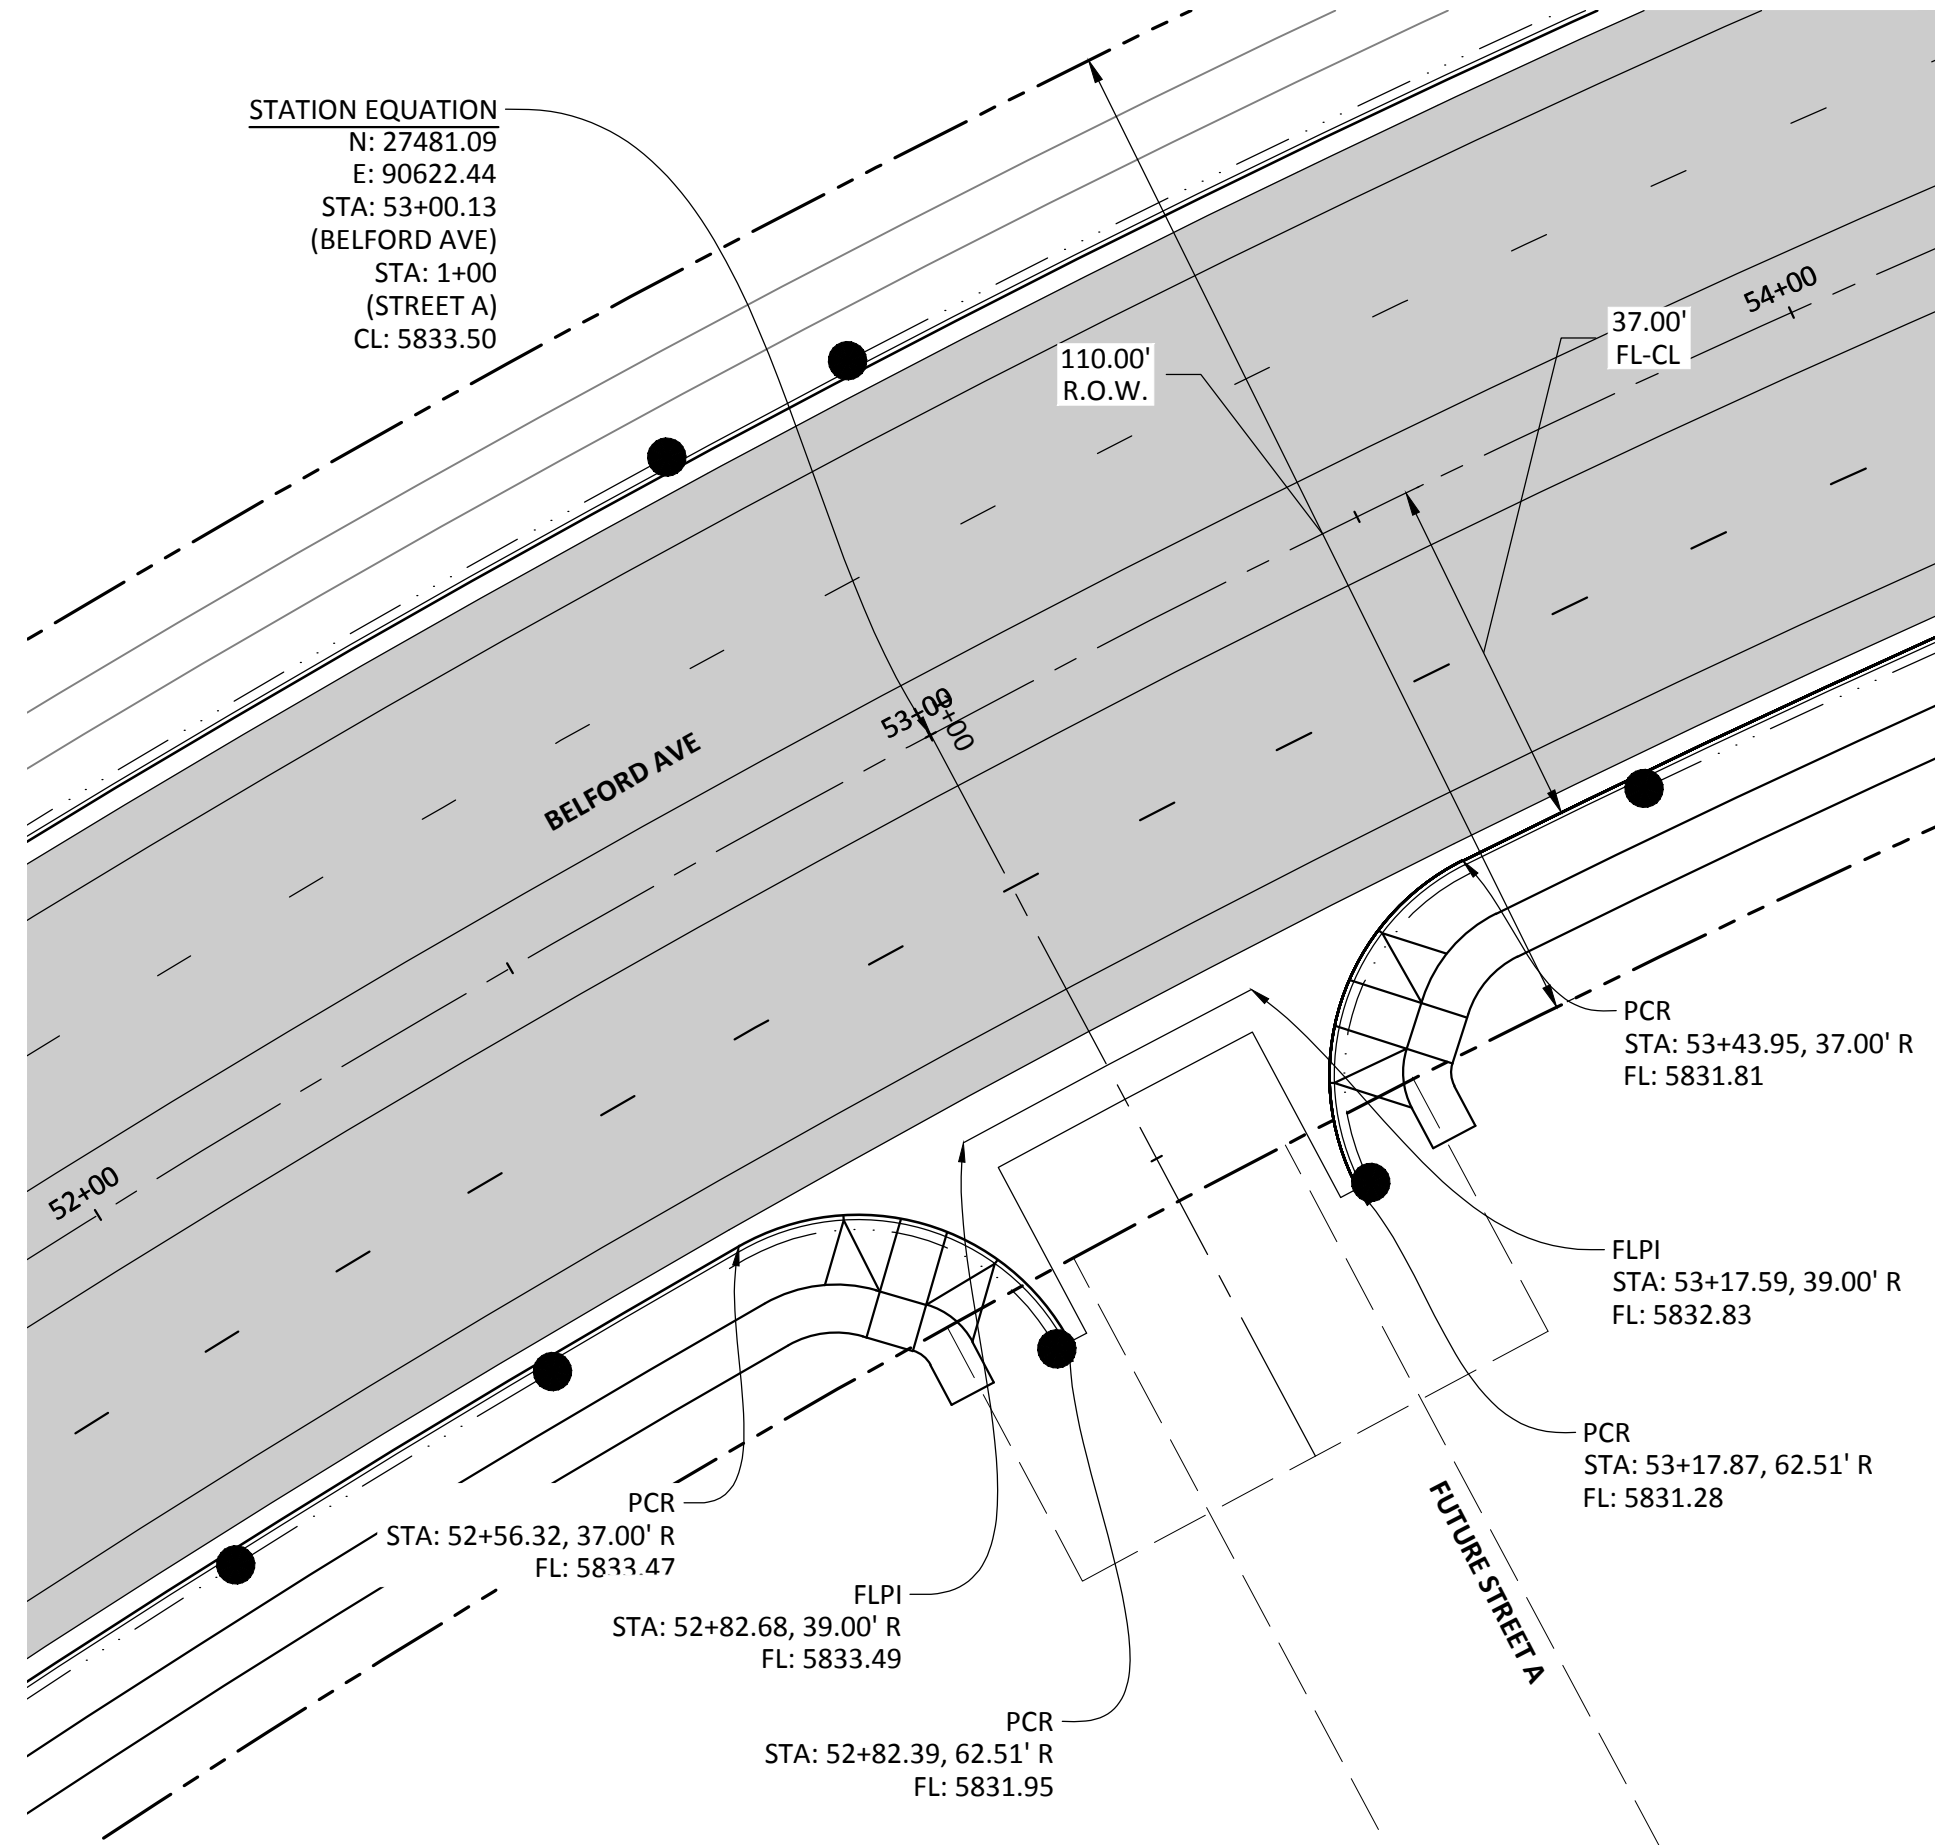 STATION EQUATION
N: 27481.09
E: 90622.44
STA: 53+00.13
(BELFORD AVE)
STA: 1+00
(STREET A)
CL: 5833.50
54+00
37.00'
FL-CL
110.00'
R.O.W.
53+00
1+00
BELFORD AVE
52+00
PCR
STA: 53+43.95, 37.00' R
FL: 5831.81
FLPI
STA: 53+17.59, 39.00' R
FL: 5832.83
PCR
STA: 53+17.87, 62.51' R
FL: 5831.28
PCR
STA: 52+56.32, 37.00' R
FL: 5833.47
FLPI
STA: 52+82.68, 39.00' R
FL: 5833.49
PCR
STA: 52+82.39, 62.51' R
FL: 5831.95
FUTURE STREET A